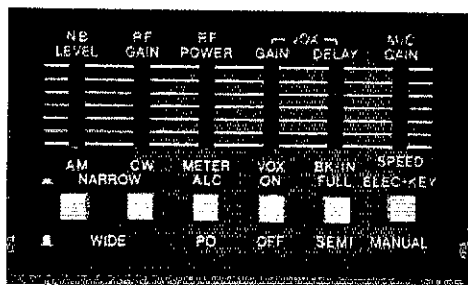 NB RF RF VOX MIC
LEVEL GAIN POWER GAIN DELAY GAIN
AM CW METER VOX BK-IN SPEED
NARROW ALC ON FULL ELEC-KEY
WIDE PO OFF SEMI MANUAL